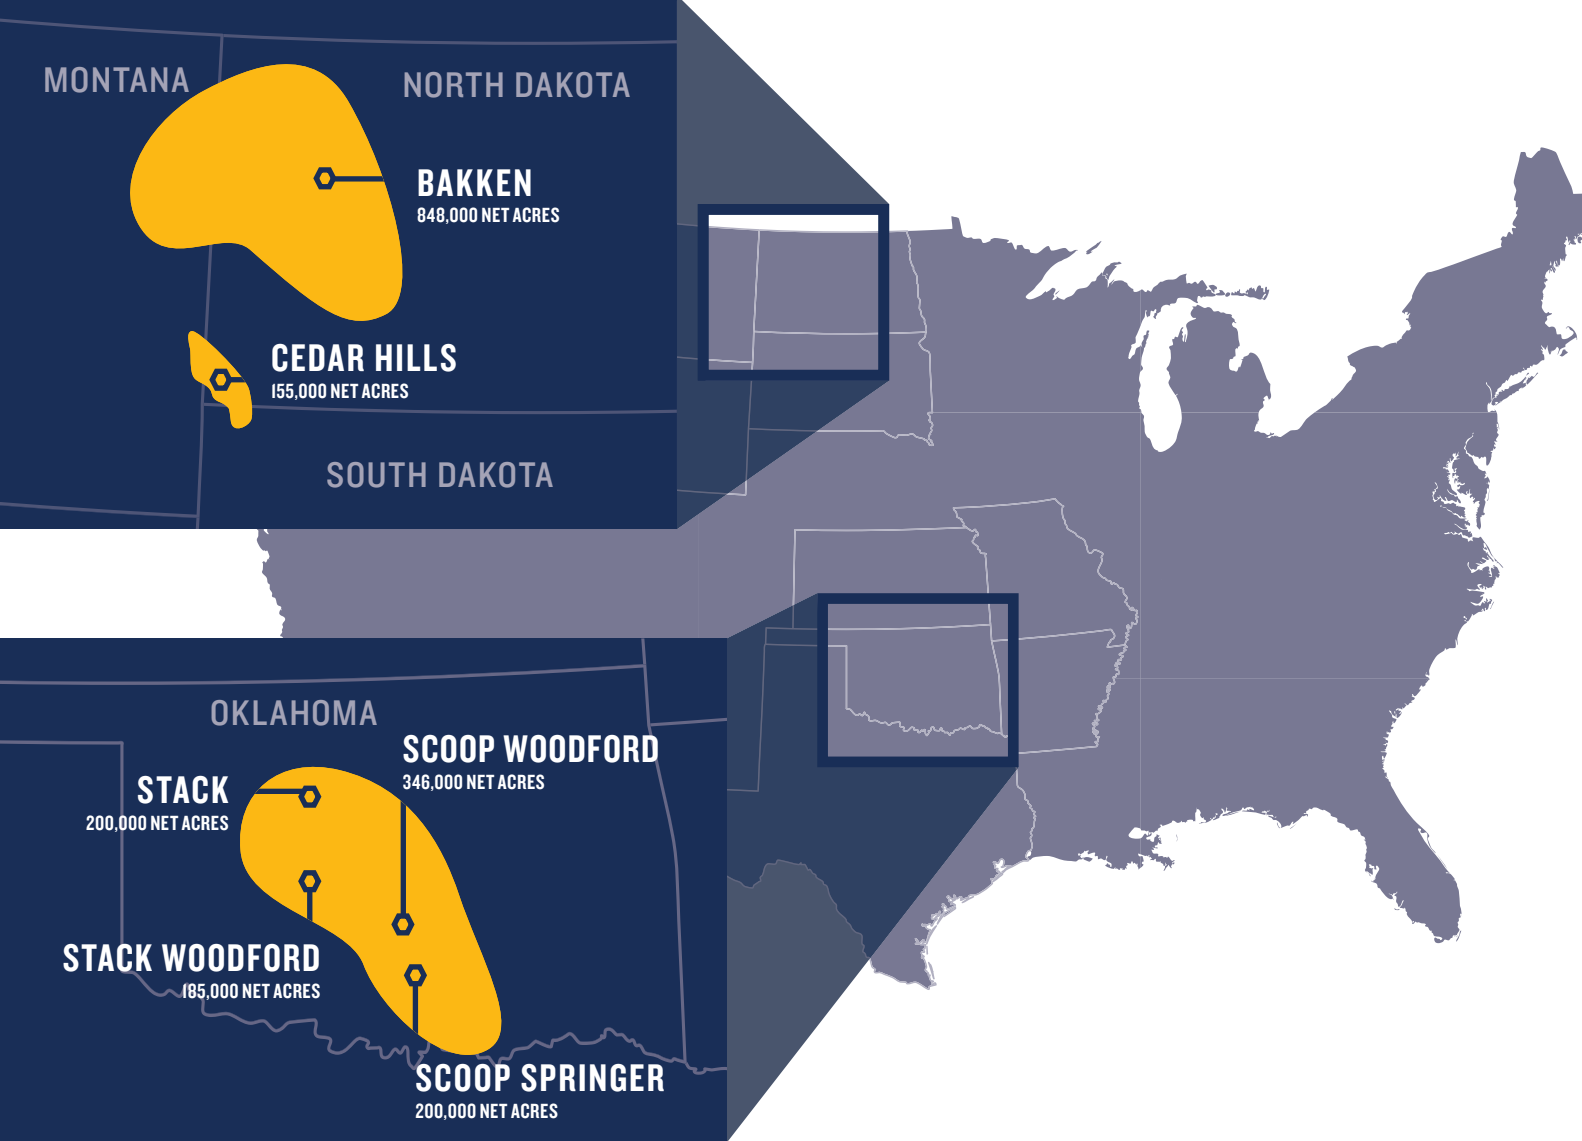 MONTANA
NORTH DAKOTA
BAKKEN
848,000 NET ACRES
CEDAR HILLS
155,000 NET ACRES
SOUTH DAKOTA
OKLAHOMA
SCOOP WOODFORD
346,000 NET ACRES
STACK
200,000 NET ACRES
STACK WOODFORD
185,000 NET ACRES
SCOOP SPRINGER
200,000 NET ACRES